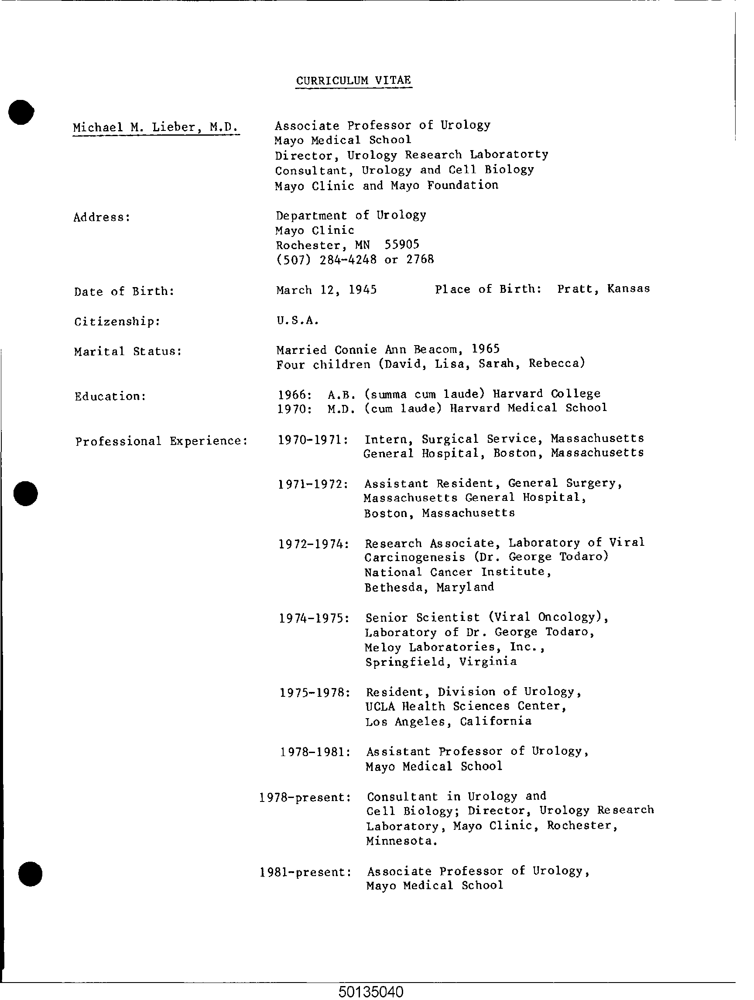 CURRICULUM VITAE
Michael M. Lieber, M.D. Associate Professor of Urology
Mayo Medical School
Director, Urology Research Laboratorty
Consultant, Urology and Cell Biology
Mayo Clinic and Mayo Foundation
Address: Department of Urology
Mayo Clinic
Rochester, MN 55905
(507) 284-4248 or 2768
Date of Birth: March 12, 1945 Place of Birth: Pratt, Kansas
Citizenship: U.S.A.
Marital Status: Married Connie Ann Beacom, 1965
Four children (David, Lisa, Sarah, Rebecca)
Education: 1966: A.B. (summa cum laude) Harvard College
1970: M.D. (cum laude) Harvard Medical School
Professional Experience: 1970-1971: Intern, Surgical Service, Massachusetts
General Hospital, Boston, Massachusetts
1971-1972: Assistant Resident, General Surgery,
Massachusetts General Hospital,
Boston, Massachusetts
1972-1974: Research Associate, Laboratory of Viral
Carcinogenesis (Dr. George Todaro)
National Cancer Institute,
Bethesda, Maryland
1974-1975: Senior Scientist (Viral Oncology),
Laboratory of Dr. George Todaro,
Meloy Laboratories, Inc.,
Springfield, Virginia
1975-1978: Resident, Division of Urology,
UCLA Health Sciences Center,
Los Angeles, California
1978-1981: Assistant Professor of Urology,
Mayo Medical School
1978-present: Consultant in Urology and
Cell Biology; Director, Urology Research
Laboratory, Mayo Clinic, Rochester,
Minnesota.
1981-present: Associate Professor of Urology,
Mayo Medical School
50135040